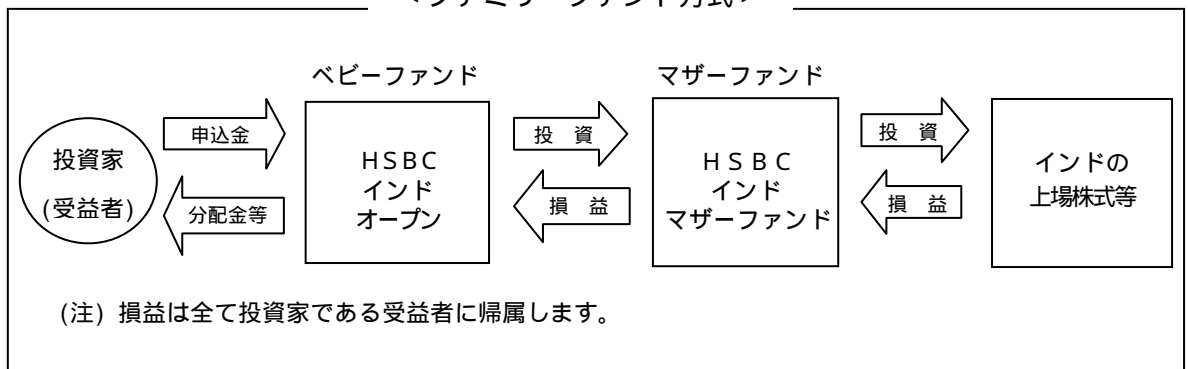 ベビーファンド
マザーファンド
投資家
(受益者)
申込金
分配金等
HSBC
インド
オープン
投 資
損 益
HSBC
インド
マザーファンド
投 資
損 益
インドの
上場株式等
(注) 損益は全て投資家である受益者に帰属します。